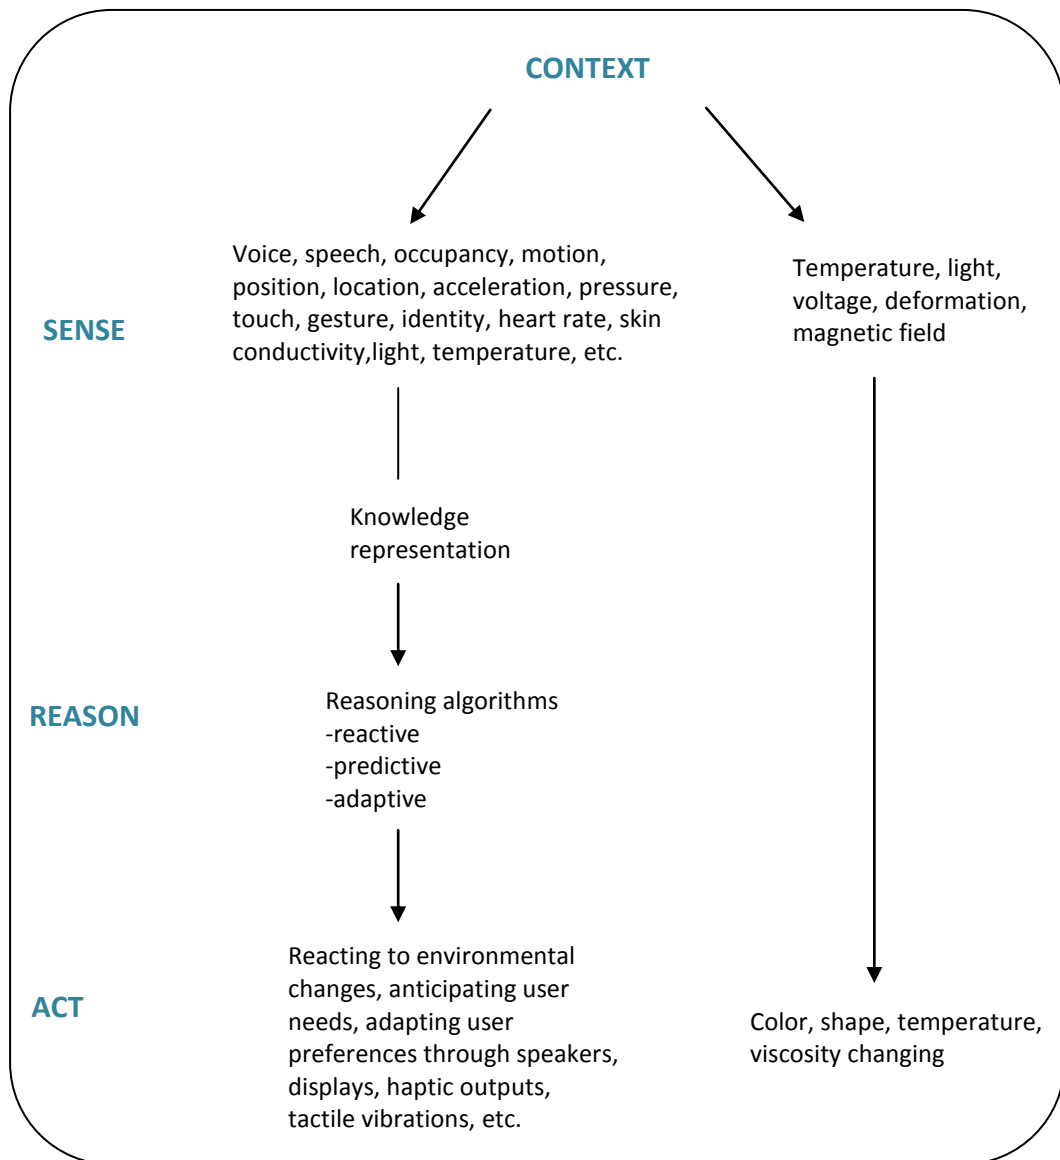 CONTEXT
SENSE
Voice, speech, occupancy, motion,
position, location, acceleration, pressure,
touch, gesture, identity, heart rate, skin
conductivity,light, temperature, etc.
Temperature, light,
voltage, deformation,
magnetic field
Knowledge
representation
REASON
Reasoning algorithms
-reactive
-predictive
-adaptive
ACT
Reacting to environmental
changes, anticipating user
needs, adapting user
preferences through speakers,
displays, haptic outputs,
tactile vibrations, etc.
Color, shape, temperature,
viscosity changing